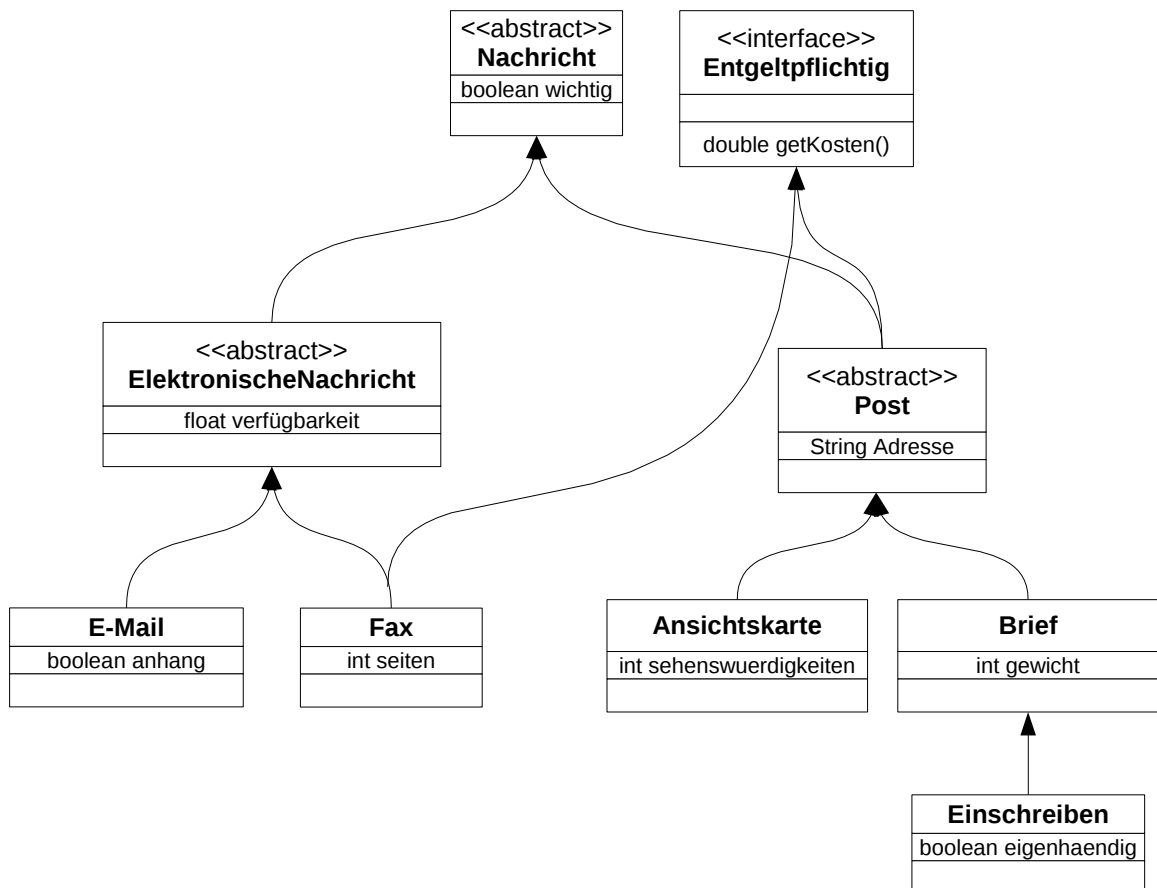 <<abstract>>
Nachricht
boolean wichtig
<<interface>>
Entgeltpflichtig
double getKosten()
<<abstract>>
ElektronischeNachricht
float verfügbarkeit
<<abstract>>
Post
String Adresse
E-Mail
boolean anhang
Fax
int seiten
Ansichtskarte
int sehenswuerdigkeiten
Brief
int gewicht
Einschreiben
boolean eigenhaendig